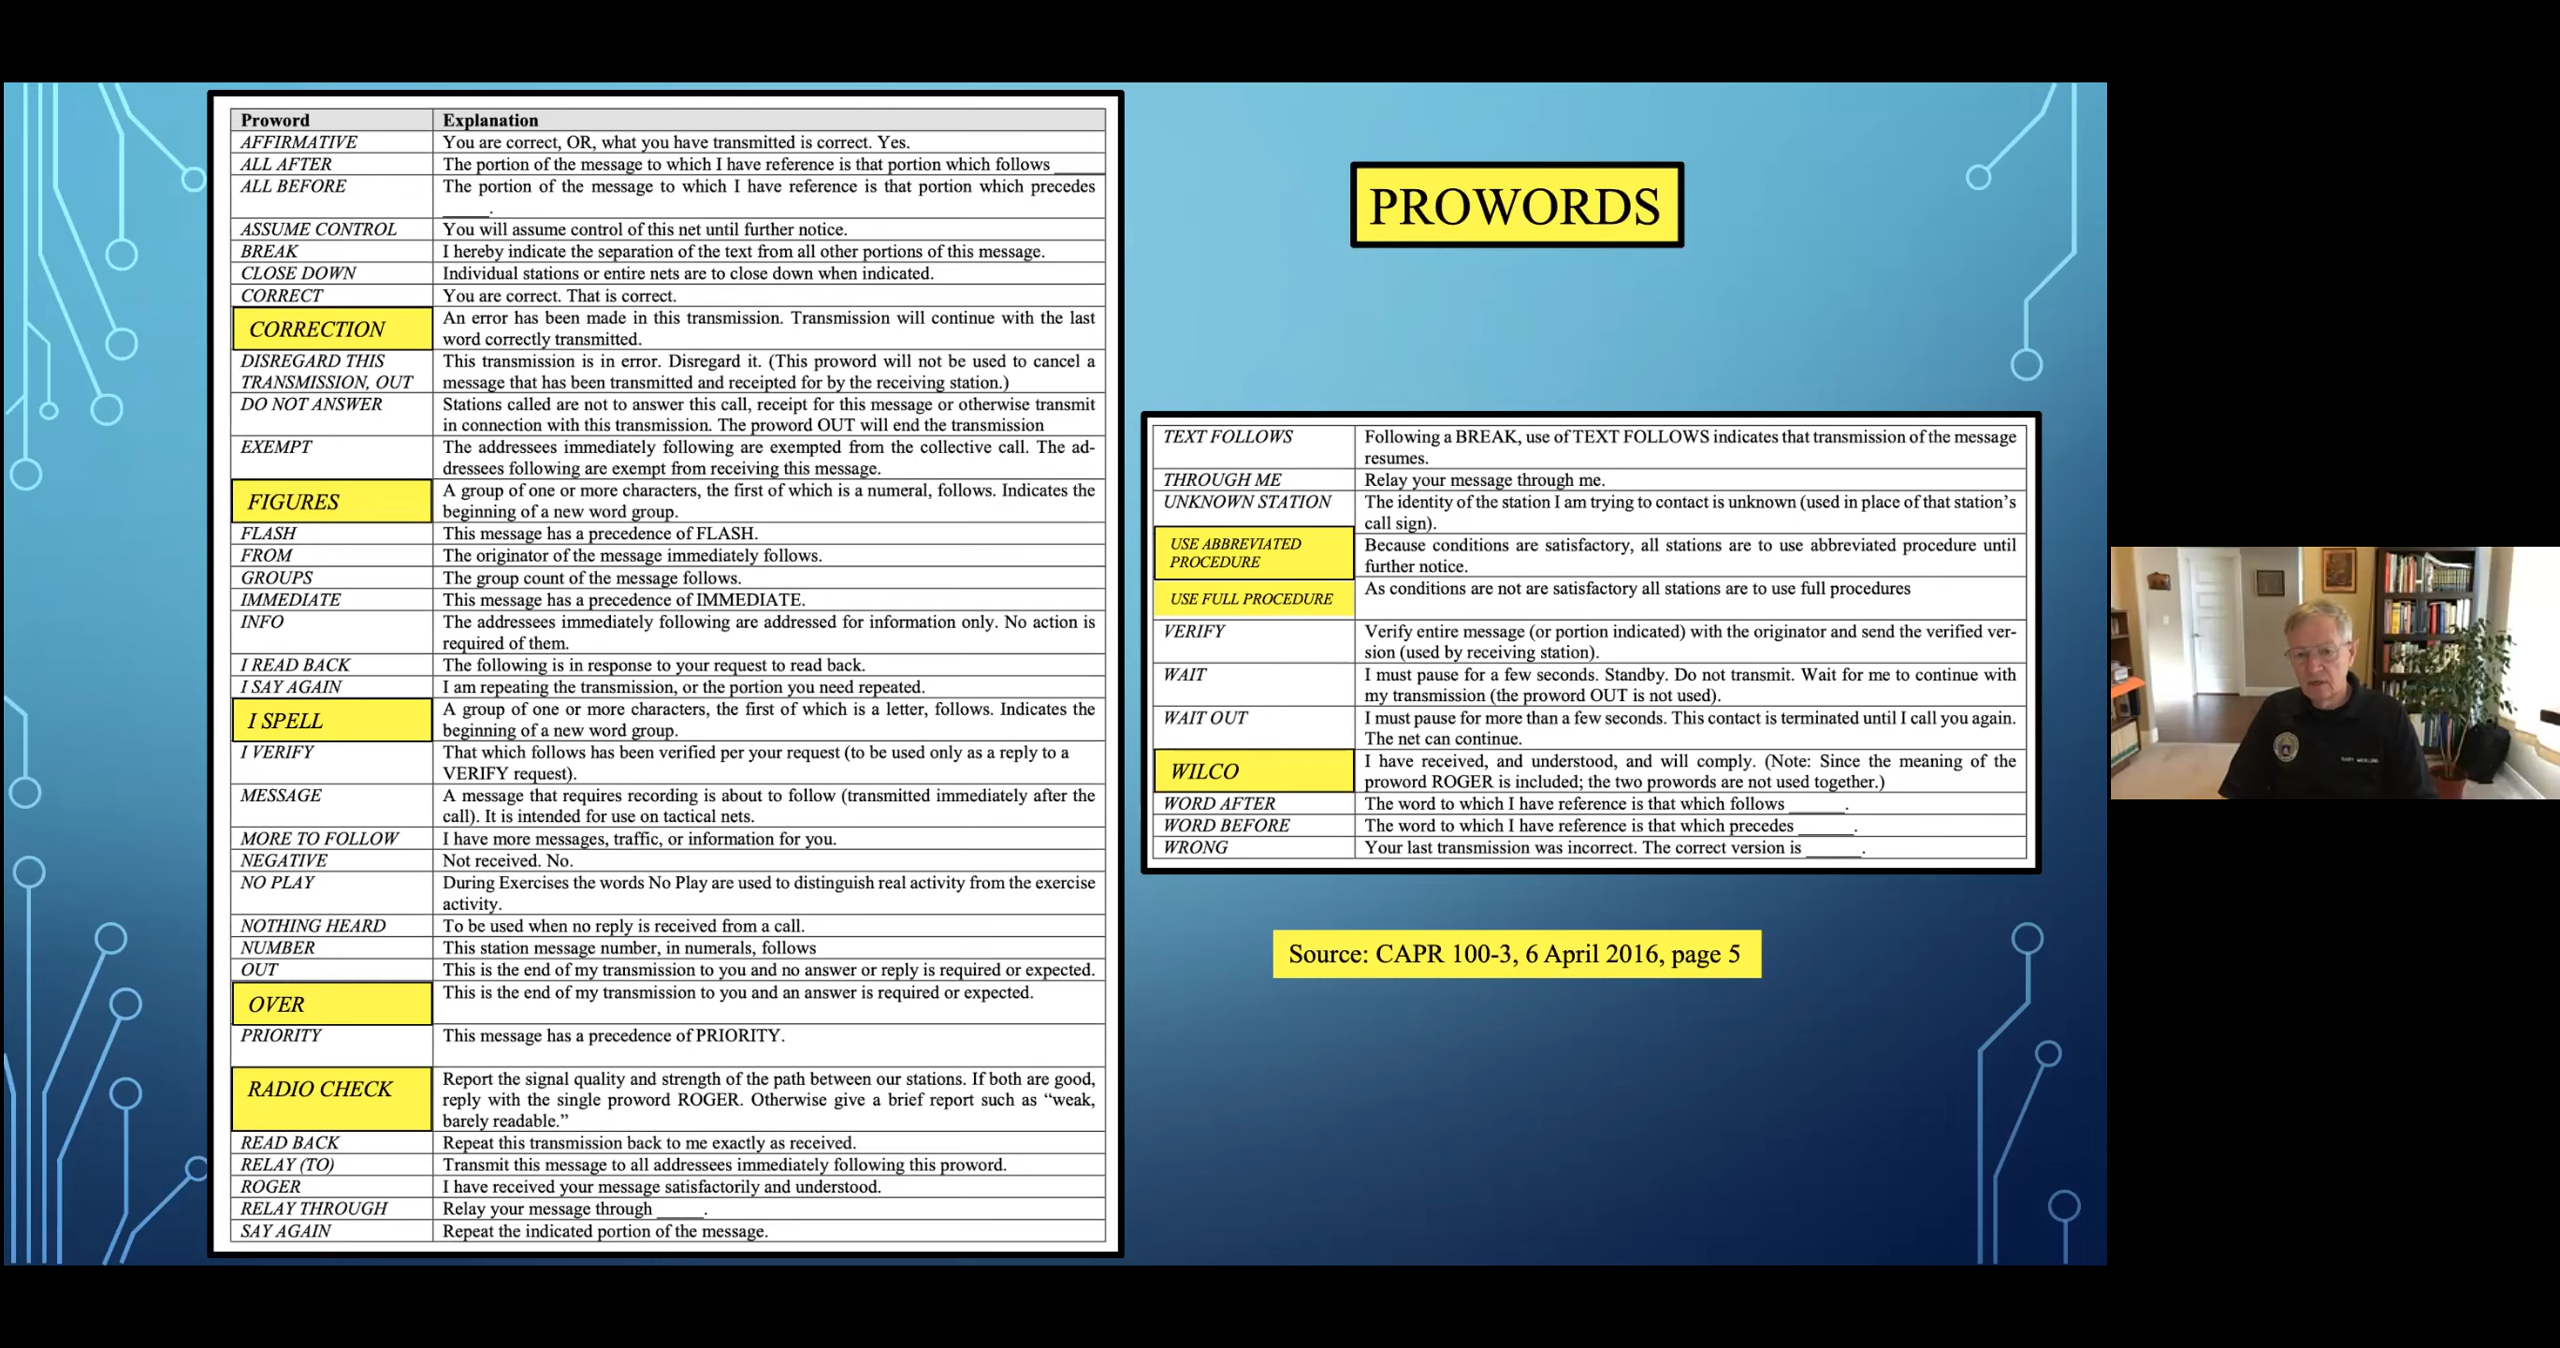 Proword Explanation
AFFIRMATIVE You are correct, OR, what you have transmitted is correct. Yes.
ALL AFTER The portion of the message to which I have reference is that portion which follows _____
ALL BEFORE The portion of the message to which I have reference is that portion which precedes
_____.
ASSUME CONTROL You will assume control of this net until further notice.
BREAK I hereby indicate the separation of the text from all other portions of this message.
CLOSE DOWN Individual stations or entire nets are to close down when indicated.
CORRECT You are correct. That is correct.
CORRECTION An error has been made in this transmission. Transmission will continue with the last
word correctly transmitted.
DISREGARD THIS This transmission is in error. Disregard it. (This proword will not be used to cancel a
TRANSMISSION, OUT message that has been transmitted and receipted for by the receiving station.)
DO NOT ANSWER Stations called are not to answer this call, receipt for this message or otherwise transmit
in connection with this transmission. The proword OUT will end the transmission
EXEMPT The addressees immediately following are exempted from the collective call. The ad-
dressees following are exempt from receiving this message.
FIGURES A group of one or more characters, the first of which is a numeral, follows. Indicates the
beginning of a new word group.
FLASH This message has a precedence of FLASH.
FROM The originator of the message immediately follows.
GROUPS The group count of the message follows.
IMMEDIATE This message has a precedence of IMMEDIATE.
INFO The addressees immediately following are addressed for information only. No action is
required of them.
I READ BACK The following is in response to your request to read back.
I SAY AGAIN I am repeating the transmission, or the portion you need repeated.
I SPELL A group of one or more characters, the first of which is a letter, follows. Indicates the
beginning of a new word group.
I VERIFY That which follows has been verified per your request (to be used only as a reply to a
VERIFY request).
MESSAGE A message that requires recording is about to follow (transmitted immediately after the
call). It is intended for use on tactical nets.
MORE TO FOLLOW I have more messages, traffic, or information for you.
NEGATIVE Not received. No.
NO PLAY During Exercises the words No Play are used to distinguish real activity from the exercise
activity.
NOTHING HEARD To be used when no reply is received from a call.
NUMBER This station message number, in numerals, follows
OUT This is the end of my transmission to you and no answer or reply is required or expected.
OVER This is the end of my transmission to you and an answer is required or expected.
PRIORITY This message has a precedence of PRIORITY.
RADIO CHECK Report the signal quality and strength of the path between our stations. If both are good,
reply with the single proword ROGER. Otherwise give a brief report such as “weak,
barely readable.”
READ BACK Repeat this transmission back to me exactly as received.
RELAY (TO) Transmit this message to all addressees immediately following this proword.
ROGER I have received your message satisfactorily and understood.
RELAY THROUGH Relay your message through _____.
SAY AGAIN Repeat the indicated portion of the message.
PROWORDS
TEXT FOLLOWS Following a BREAK, use of TEXT FOLLOWS indicates that transmission of the message
resumes.
THROUGH ME Relay your message through me.
UNKNOWN STATION The identity of the station I am trying to contact is unknown (used in place of that station’s
call sign).
USE ABBREVIATED Because conditions are satisfactory, all stations are to use abbreviated procedure until
PROCEDURE further notice.
USE FULL PROCEDURE As conditions are not are satisfactory all stations are to use full procedures
VERIFY Verify entire message (or portion indicated) with the originator and send the verified ver-
sion (used by receiving station).
WAIT I must pause for a few seconds. Standby. Do not transmit. Wait for me to continue with
my transmission (the proword OUT is not used).
WAIT OUT I must pause for more than a few seconds. This contact is terminated until I call you again.
The net can continue.
WILCO I have received, and understood, and will comply. (Note: Since the meaning of the
proword ROGER is included; the two prowords are not used together.)
WORD AFTER The word to which I have reference is that which follows ______.
WORD BEFORE The word to which I have reference is that which precedes ______.
WRONG Your last transmission was incorrect. The correct version is ______.
Source: CAPR 100-3, 6 April 2016, page 5